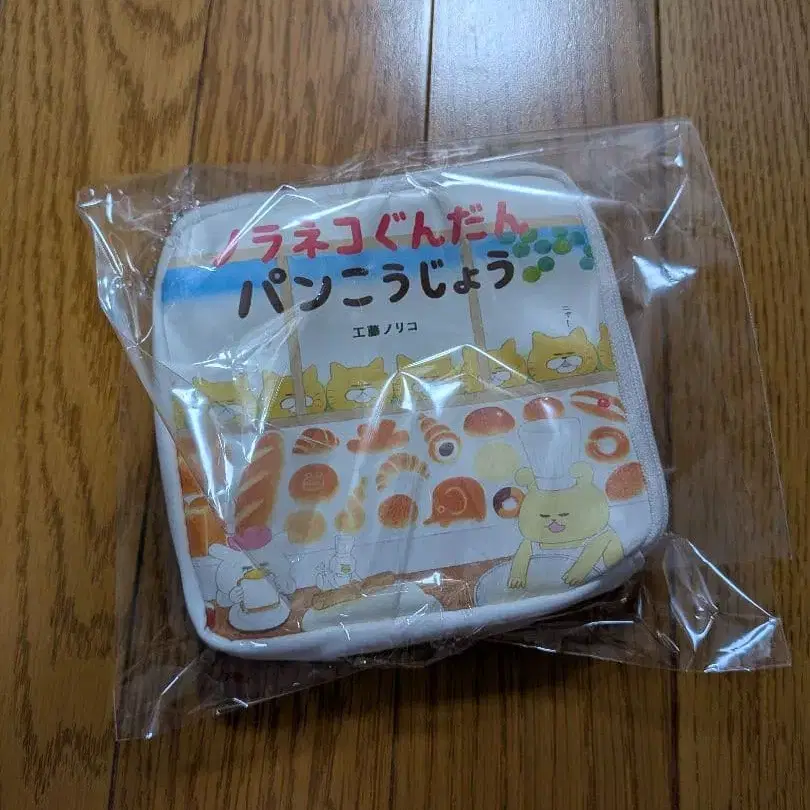 ノラネコぐんだん
パンこうじょう
工藤ノリコ
ニャー